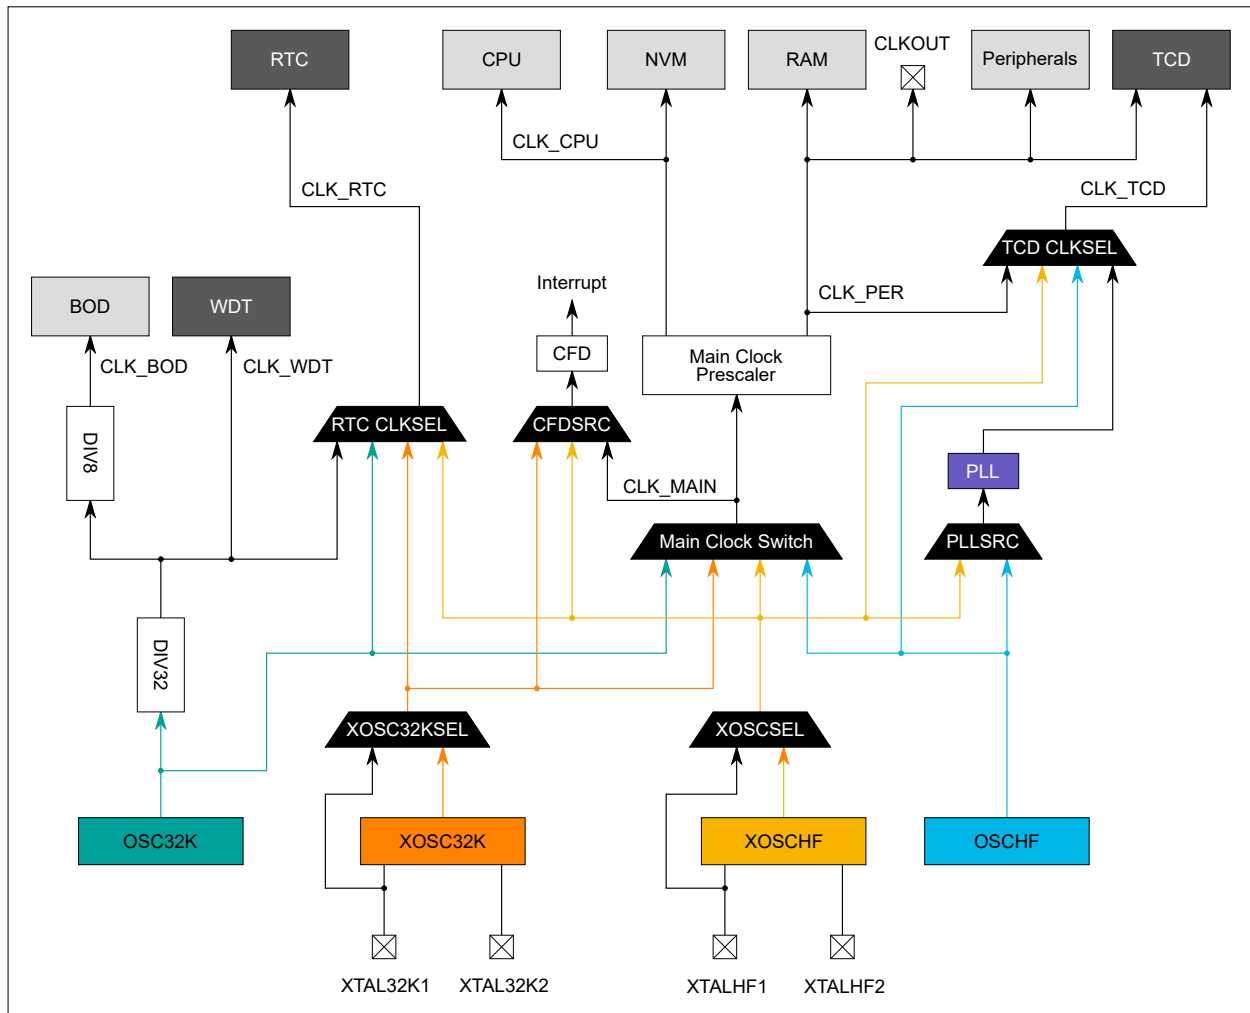 RTC
CPU
NVM
RAM
CLKOUT
Peripherals
TCD
CLK_CPU
CLK_RTC
CLK_TCD
TCD CLKSEL
BOD
WDT
Interrupt
CLK_PER
CLK_BOD
CLK_WDT
CFD
Main Clock
Prescaler
DIV8
RTC CLKSEL
CFDSRC
PLL
CLK_MAIN
Main Clock Switch
PLLSRC
DIV32
XOSC32KSEL
XOSCSEL
OSC32K
XOSC32K
XOSCHF
OSCHF
XTAL32K1
XTAL32K2
XTALHF1
XTALHF2